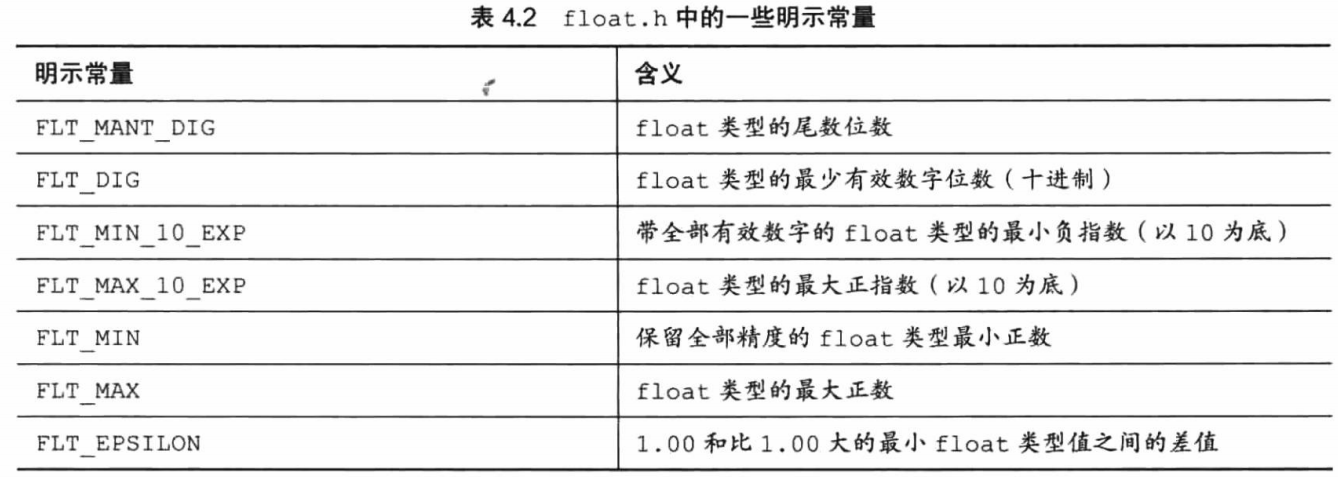 表 4.2 float.h 中的一些明示常量
明示常量 含义
FLT_MANT_DIG float 类型的尾数位数
FLT_DIG float 类型的最少有效数字位数（十进制）
FLT_MIN_10_EXP 带全部有效数字的 float 类型的最小负指数（以 10 为底）
FLT_MAX_10_EXP float 类型的最大正指数（以 10 为底）
FLT_MIN 保留全部精度的 float 类型最小正数
FLT_MAX float 类型的最大正数
FLT_EPSILON 1.00 和比 1.00 大的最小 float 类型值之间的差值